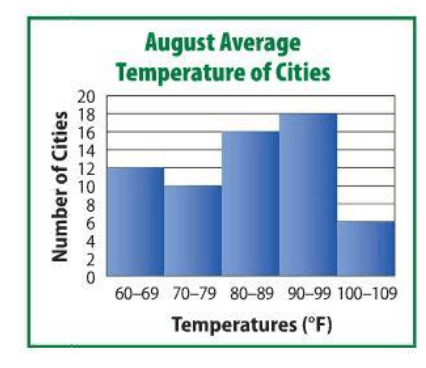 August Average
Temperature of Cities
Number of Cities
20
18
16
14
12
10
8
6
4
2
0
60–69 70–79 80–89 90–99 100–109
Temperatures (°F)